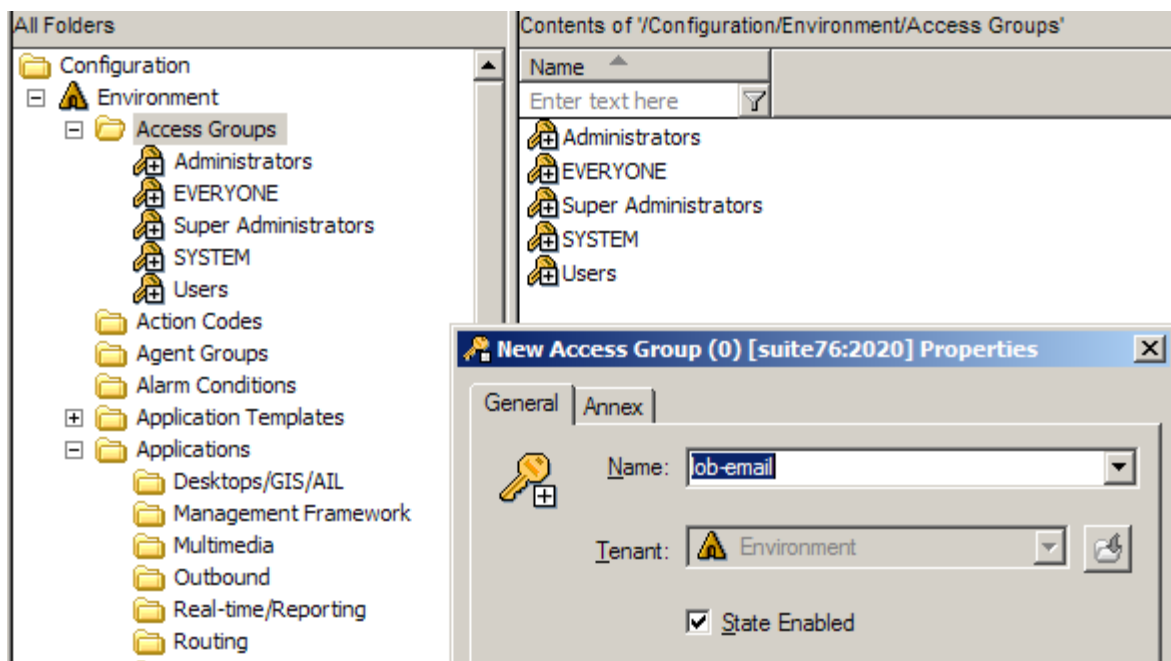 All Folders
Configuration
Environment
Access Groups
Administrators
EVERYONE
Super Administrators
SYSTEM
Users
Action Codes
Agent Groups
Alarm Conditions
Application Templates
Applications
Desktops/GIS/AIL
Management Framework
Multimedia
Outbound
Real-time/Reporting
Routing
Contents of '/Configuration/Environment/Access Groups'
Name
Enter text here
Administrators
EVERYONE
Super Administrators
SYSTEM
Users
New Access Group (0) [suite76:2020] Properties
General Annex
Name: lob-email
Tenant: Environment
State Enabled